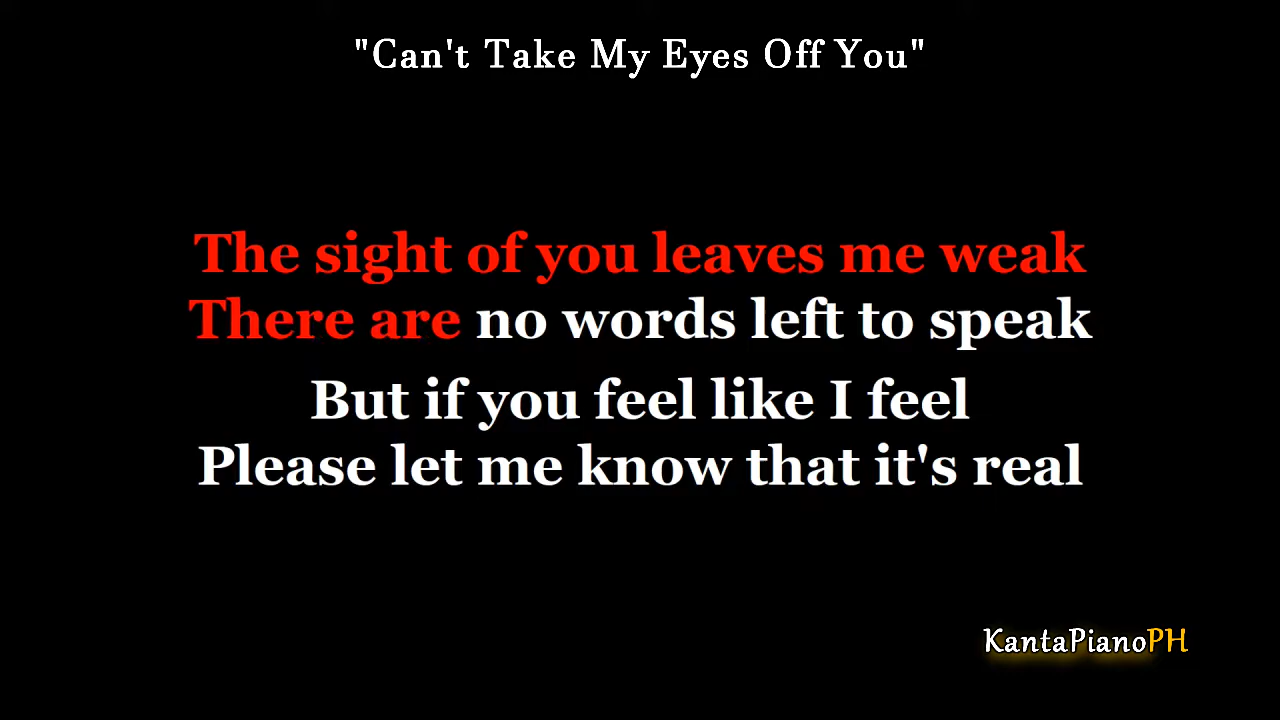 "Can't Take My Eyes Off You"
The sight of you leaves me weak
There are no words left to speak
But if you feel like I feel
Please let me know that it's real
KantaPianoPH